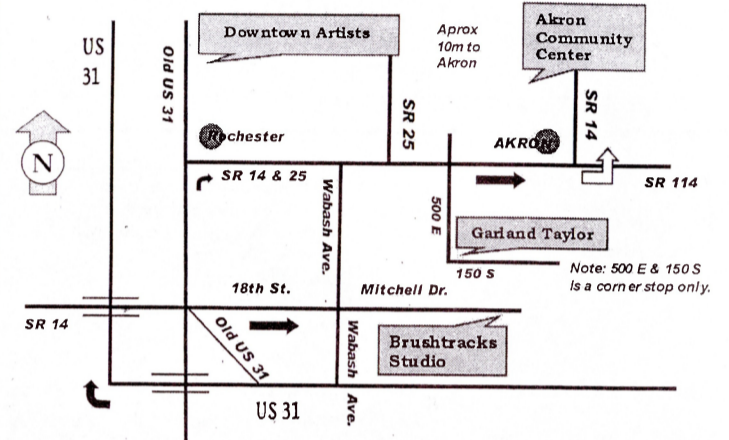 US
31
Old US 31
Downtown Artists
Aprox
10m to
Akron
Akron
Community
Center
SR 25
SR 14
Rochester
AKRON
N
SR 14 & 25
SR 114
Wabash Ave.
500 E
Garland Taylor
150 S
Note: 500 E & 150 S
is a corner stop only.
18th St.
Mitchell Dr.
SR 14
Old US 31
Wabash Ave.
Brushtracks
Studio
US 31